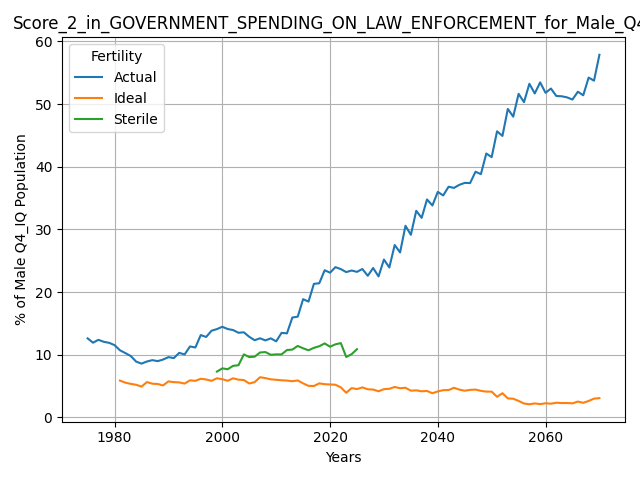 Score_2_in_GOVERNMENT_SPENDING_ON_LAW_ENFORCEMENT_for_Male_Q4
Fertility
Actual
Ideal
Sterile
% of Male Q4_IQ Population
60
50
40
30
20
10
0
1980 2000 2020 2040 2060
Years